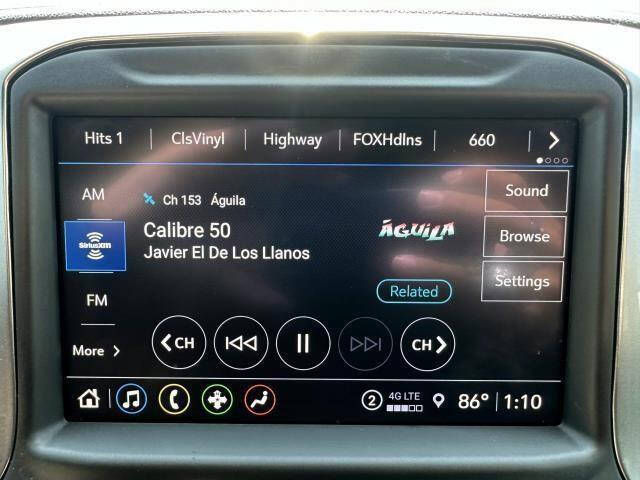 Hits 1 ClsVinyl Highway FOXHdlns 660
AM
Ch 153 Águila
Sound
SiriusXM
Calibre 50
Javier El De Los Llanos
ÁGUILA
Browse
Settings
FM
Related
More
CH
CH
2 4G LTE 86° 1:10